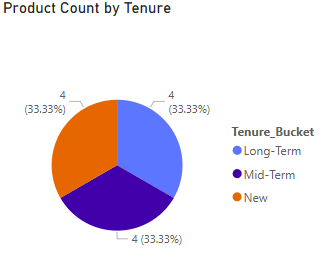 Product Count by Tenure
4
(33.33%)
4
(33.33%)
4 (33.33%)
Tenure_Bucket
Long-Term
Mid-Term
New